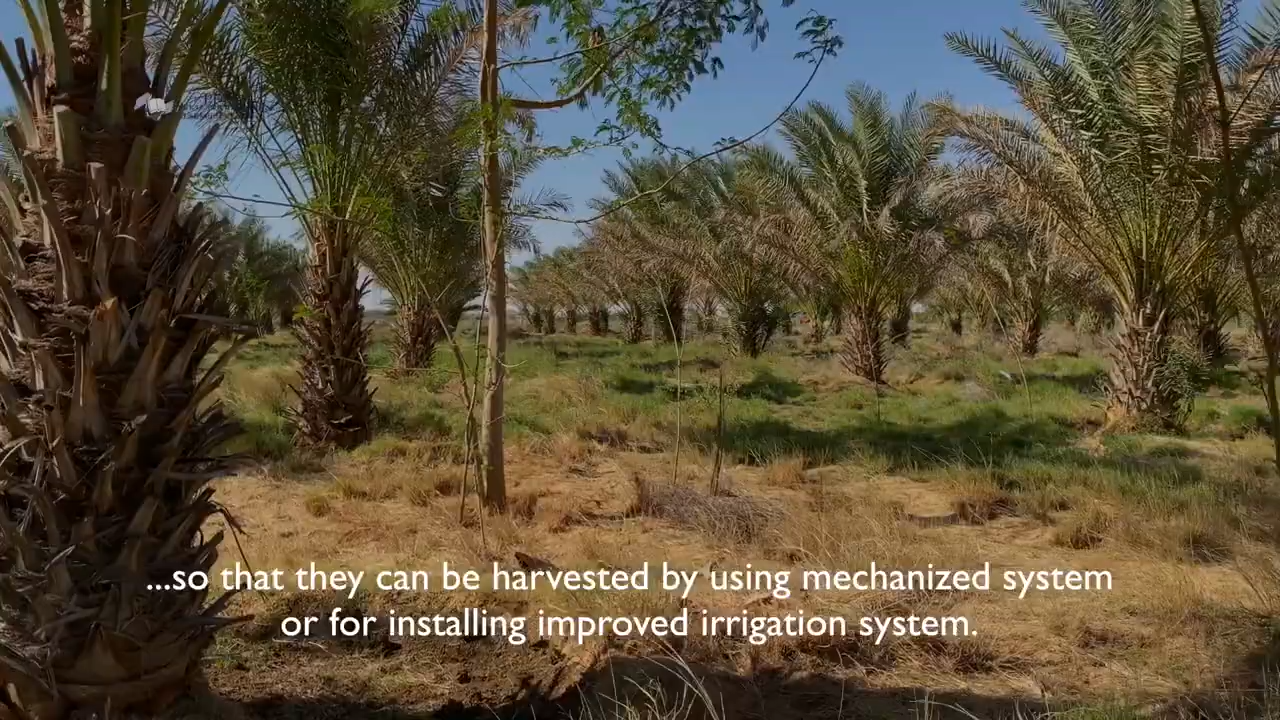 ...so that they can be harvested by using mechanized system
or for installing improved irrigation system.